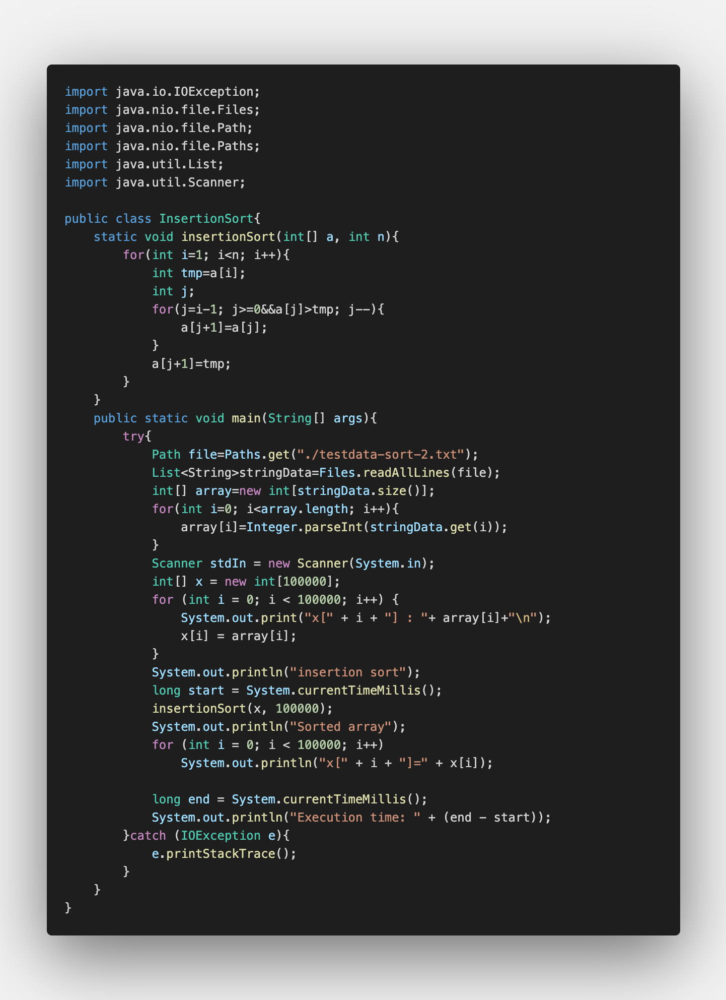 import java.io.IOException;
import java.nio.file.Files;
import java.nio.file.Path;
import java.nio.file.Paths;
import java.util.List;
import java.util.Scanner;

public class InsertionSort{
    static void insertionSort(int[] a, int n){
        for(int i=1; i<n; i++){
            int tmp=a[i];
            int j;
            for(j=i-1; j>=0&&a[j]>tmp; j--){
                a[j+1]=a[j];
            }
            a[j+1]=tmp;
        }
    }
    public static void main(String[] args){
        try{
            Path file=Paths.get("./testdata-sort-2.txt");
            List<String>stringData=Files.readAllLines(file);
            int[] array=new int[stringData.size()];
            for(int i=0; i<array.length; i++){
                array[i]=Integer.parseInt(stringData.get(i));
            }
            Scanner stdIn = new Scanner(System.in);
            int[] x = new int[100000];
            for (int i = 0; i < 100000; i++) {
                System.out.print("x[" + i + "] : "+ array[i]+"\n");
                x[i] = array[i];
            }
            System.out.println("insertion sort");
            long start = System.currentTimeMillis();
            insertionSort(x, 100000);
            System.out.println("Sorted array");
            for (int i = 0; i < 100000; i++)
                System.out.println("x[" + i + "]=" + x[i]);

            long end = System.currentTimeMillis();
            System.out.println("Execution time: " + (end - start));
        }catch (IOException e){
            e.printStackTrace();
        }
    }
}